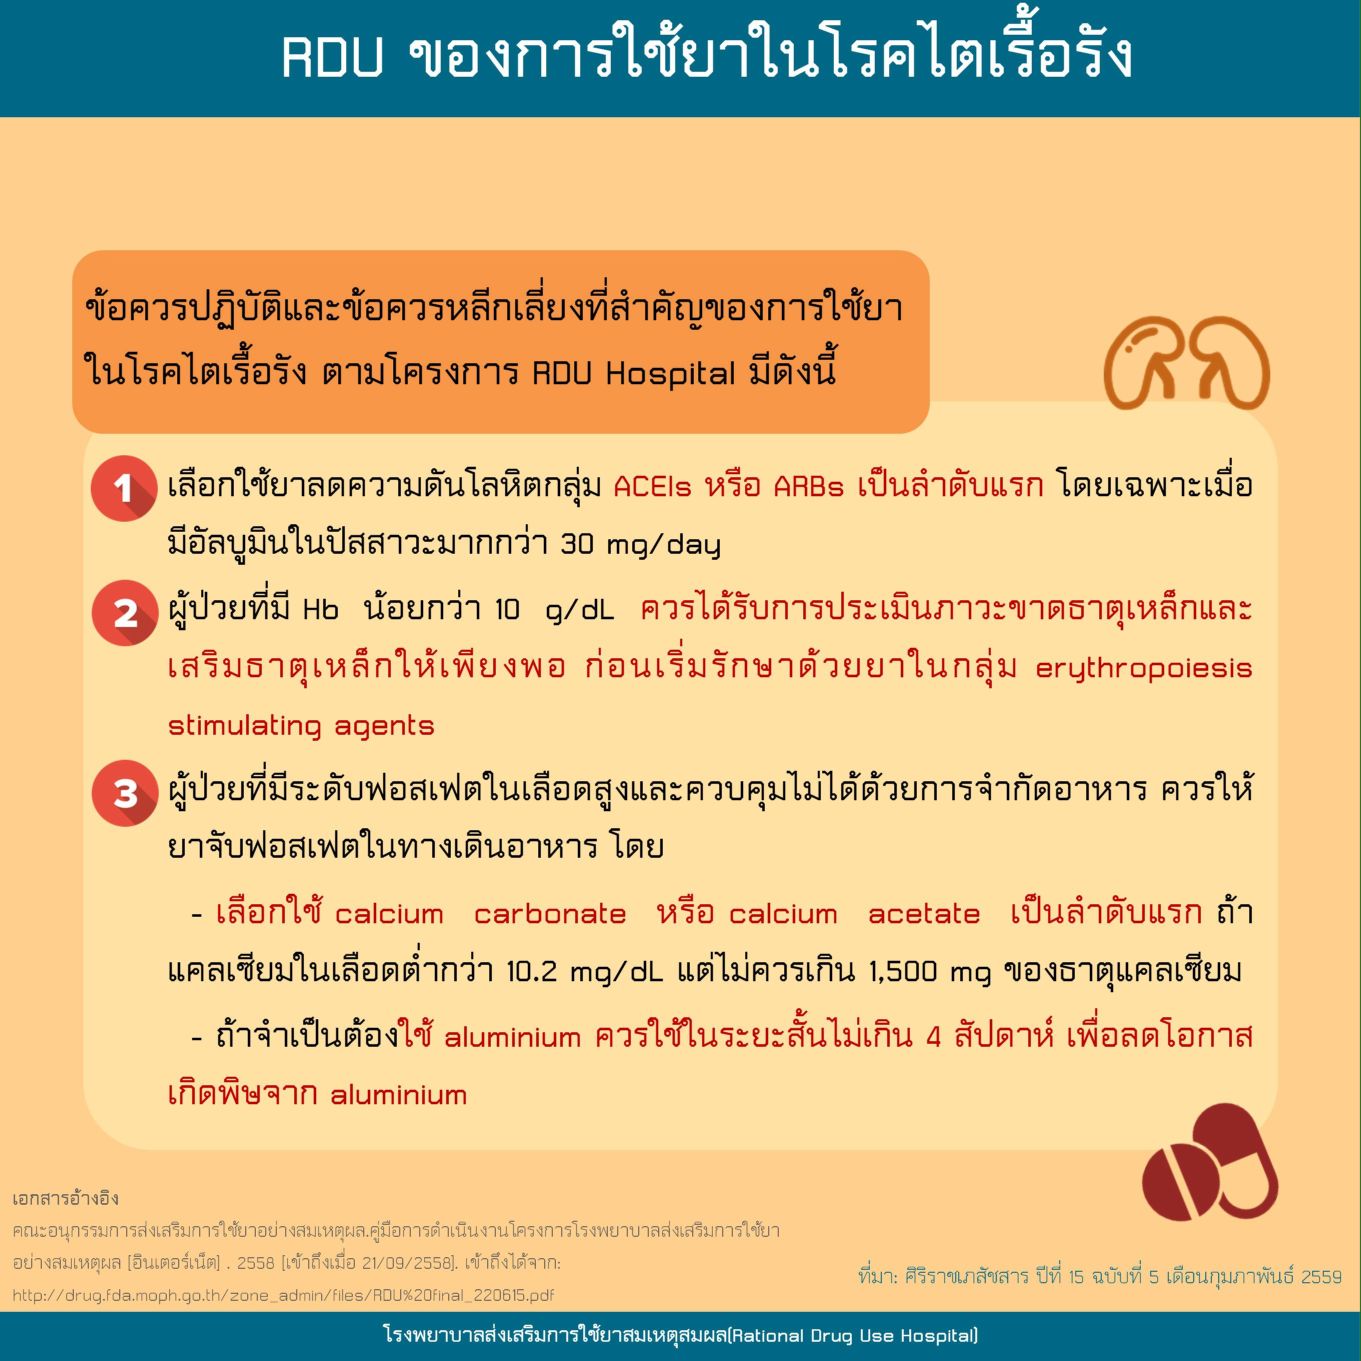 RDU ของการใช้ยาในโรคไตเรื้อรัง
ข้อควรปฏิบัติและข้อควรหลีกเลี่ยงที่สำคัญของการใช้ยา
ในโรคไตเรื้อรัง ตามโครงการ RDU Hospital มีดังนี้
1 เลือกใช้ยาลดความดันโลหิตกลุ่ม ACEIs หรือ ARBs เป็นลำดับแรก โดยเฉพาะเมื่อ
มีอัลบูมินในปัสสาวะมากกว่า 30 mg/day
2 ผู้ป่วยที่มี Hb น้อยกว่า 10 g/dL ควรได้รับการประเมินภาวะขาดธาตุเหล็กและ
เสริมธาตุเหล็กให้เพียงพอ ก่อนเริ่มรักษาด้วยยาในกลุ่ม erythropoiesis
stimulating agents
3 ผู้ป่วยที่มีระดับฟอสเฟตในเลือดสูงและควบคุมไม่ได้ด้วยการจำกัดอาหาร ควรให้
ยาจับฟอสเฟตในทางเดินอาหาร โดย
- เลือกใช้ calcium carbonate หรือ calcium acetate เป็นลำดับแรก ถ้า
แคลเซียมในเลือดต่ำกว่า 10.2 mg/dL แต่ไม่ควรเกิน 1,500 mg ของธาตุแคลเซียม
- ถ้าจำเป็นต้องใช้ aluminium ควรใช้ในระยะสั้นไม่เกิน 4 สัปดาห์ เพื่อลดโอกาส
เกิดพิษจาก aluminium
เอกสารอ้างอิง
คณะอนุกรรมการส่งเสริมการใช้ยาอย่างสมเหตุผล.คู่มือการดำเนินงานโครงการโรงพยาบาลส่งเสริมการใช้ยา
อย่างสมเหตุผล [อินเตอร์เน็ต] . 2558 [เข้าถึงเมื่อ 21/09/2558]. เข้าถึงได้จาก:
http://drug.fda.moph.go.th/zone_admin/files/RDU%20final_220615.pdf
ที่มา: ศิริราชเภสัชสาร ปีที่ 15 ฉบับที่ 5 เดือนกุมภาพันธ์ 2559
โรงพยาบาลส่งเสริมการใช้ยาสมเหตุสมผล(Rational Drug Use Hospital)